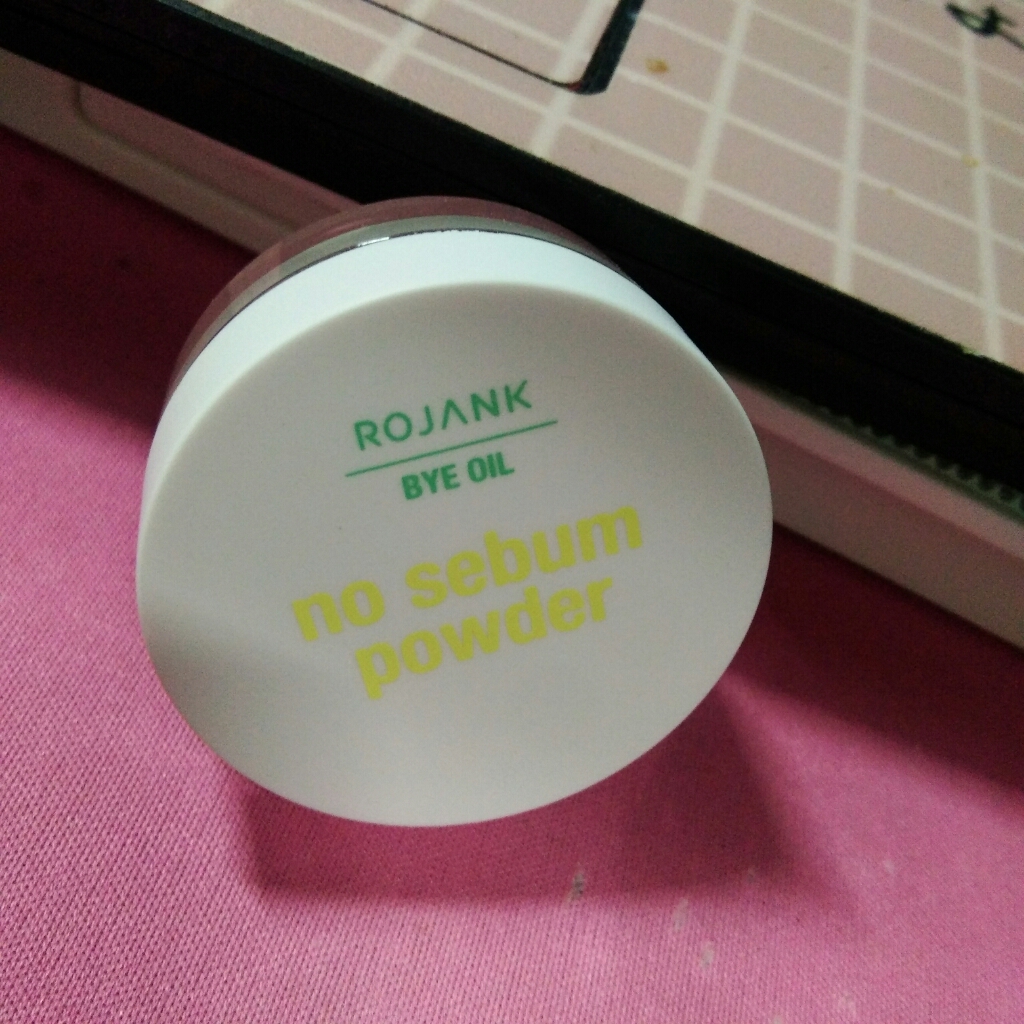 ROJANK
BYE OIL
no sebum
powder